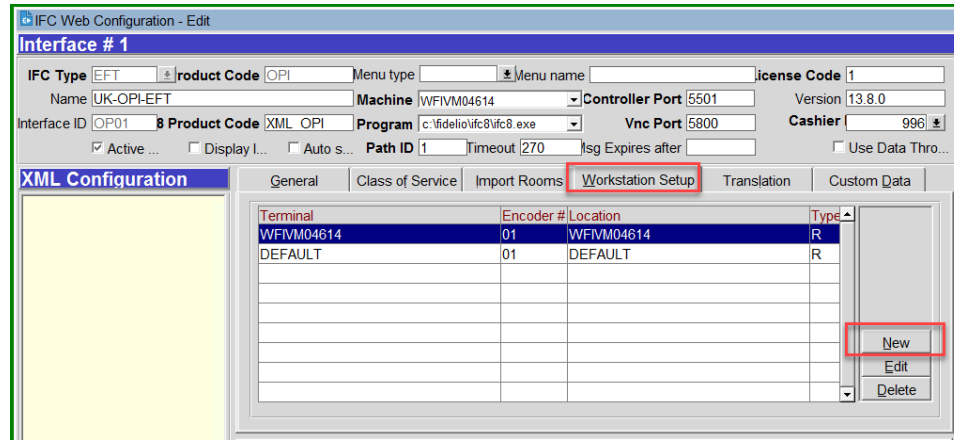 IFC Web Configuration - Edit
Interface # 1
IFC Type EFT roduct Code OPI Menu type Menu name .icense Code 1
Name UK-OPI-EFT Machine WFIVM04614 Controller Port 5501 Version 13.8.0
nterface ID OP01 8 Product Code XML_OPI Program c:\fidelio\ifc8\ifc8.exe Vnc Port 5800 Cashier 996
Active ... Display I... Auto s... Path ID 1 Timeout 270 Msg Expires after Use Data Thro...
XML Configuration General Class of Service Import Rooms Workstation Setup Translation Custom Data
Terminal Encoder # Location Type
WFIVM04614 01 WFIVM04614 R
DEFAULT 01 DEFAULT R
New
Edit
Delete